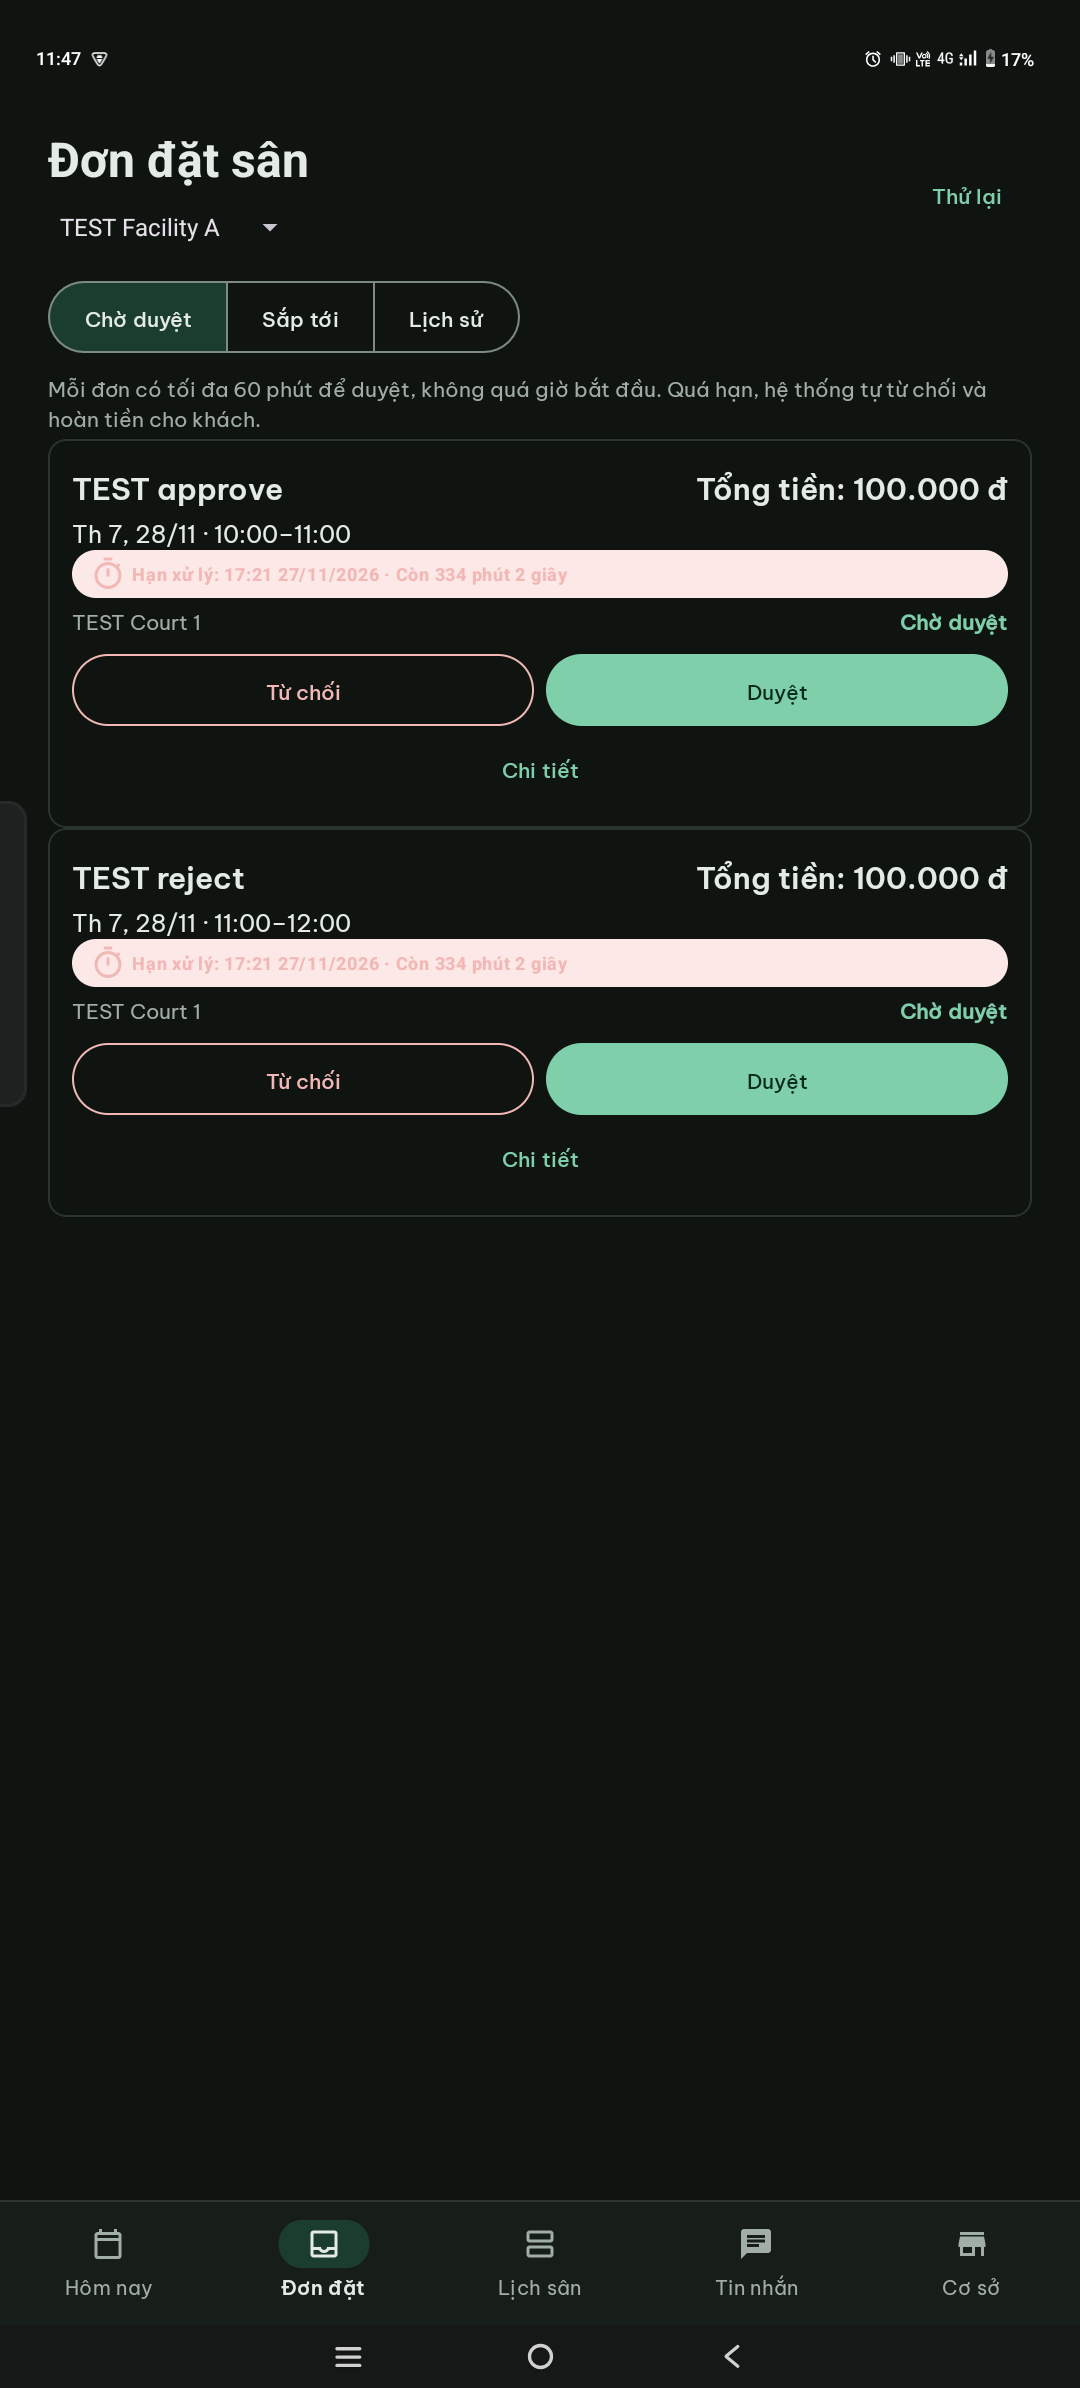 11:47
4G 17%
Đơn đặt sân
Thử lại
TEST Facility A
Chờ duyệt Sắp tới Lịch sử
Mỗi đơn có tối đa 60 phút để duyệt, không quá giờ bắt đầu. Quá hạn, hệ thống tự từ chối và
hoàn tiền cho khách.
TEST approve Tổng tiền: 100.000 đ
Th 7, 28/11 · 10:00–11:00
Hạn xử lý: 17:21 27/11/2026 · Còn 334 phút 2 giây
TEST Court 1 Chờ duyệt
Từ chối Duyệt
Chi tiết
TEST reject Tổng tiền: 100.000 đ
Th 7, 28/11 · 11:00–12:00
Hạn xử lý: 17:21 27/11/2026 · Còn 334 phút 2 giây
TEST Court 1 Chờ duyệt
Từ chối Duyệt
Chi tiết
Hôm nay Đơn đặt Lịch sân Tin nhắn Cơ sở